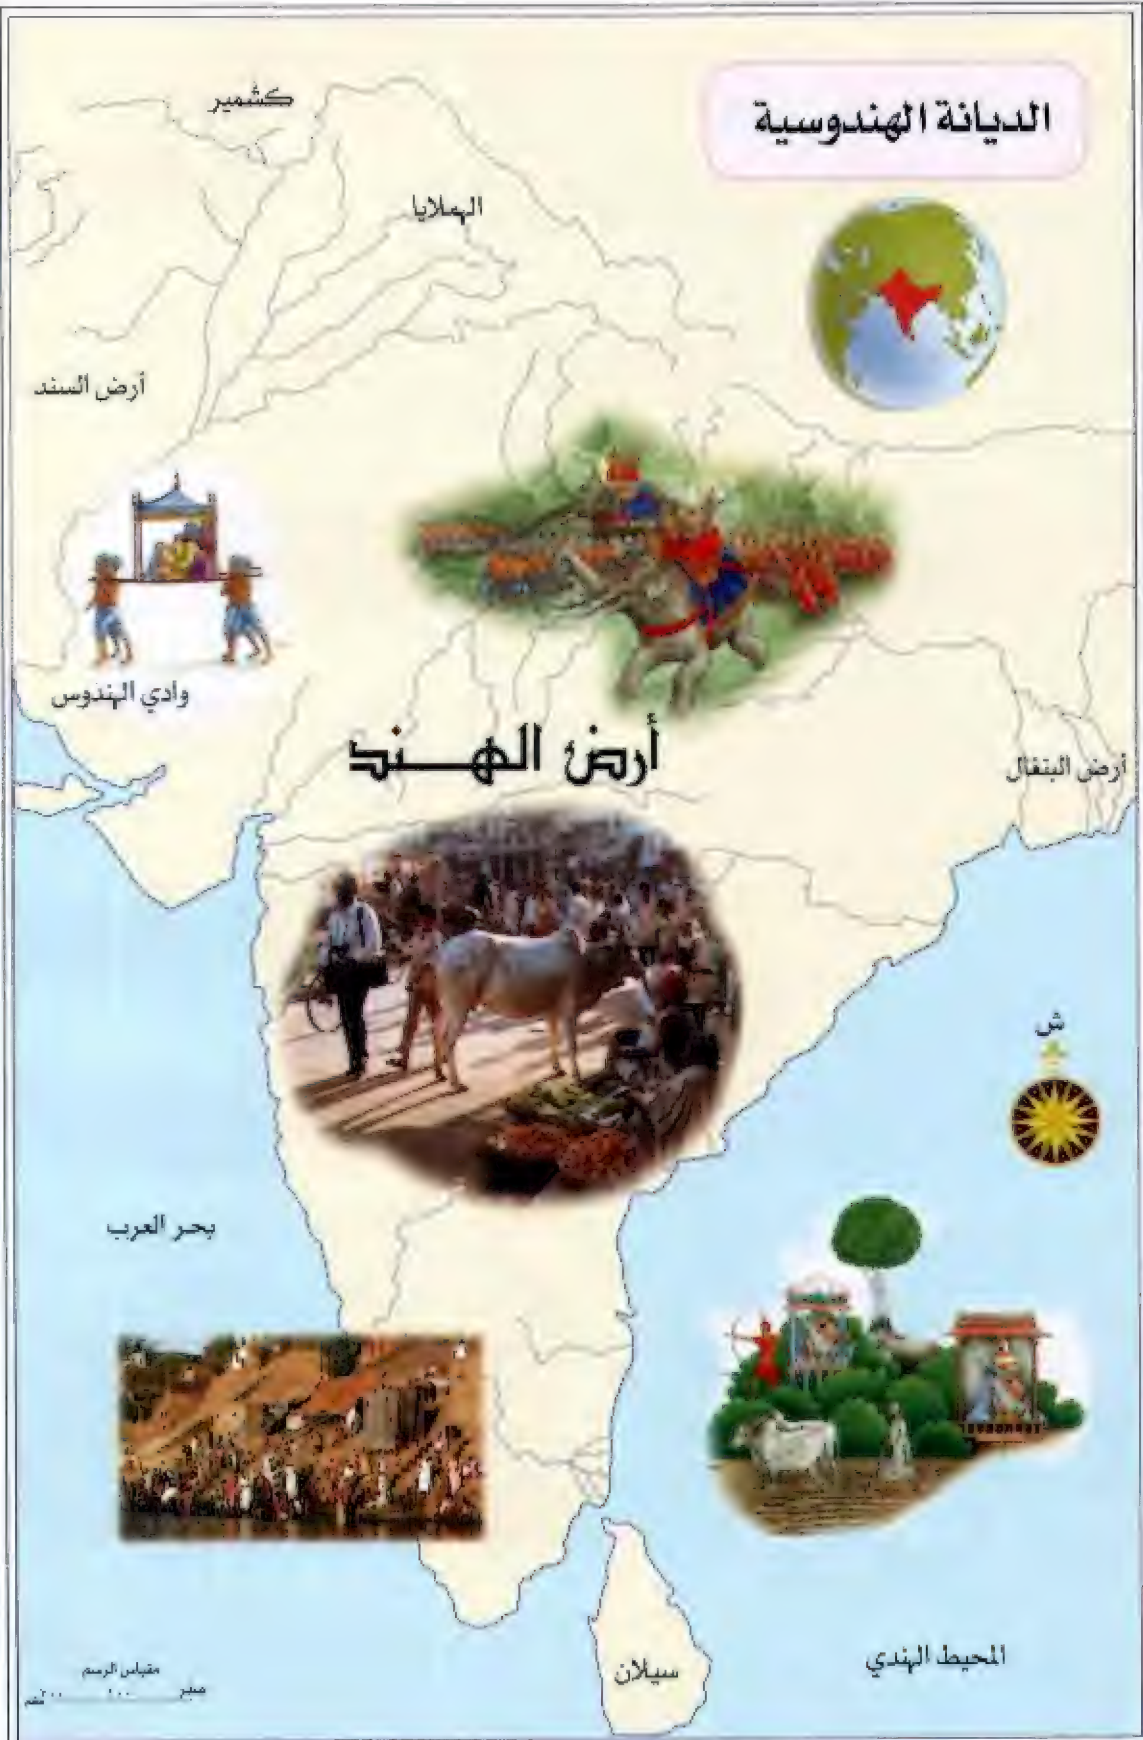 الديانة الهندوسية
كشمير
الهملايا
أرض السند
وادي الهندوس
أرض الهند
أرض البنغال
ش
بحر العرب
المحيط الهندي
سيلان
مقياس الرسم
صفر